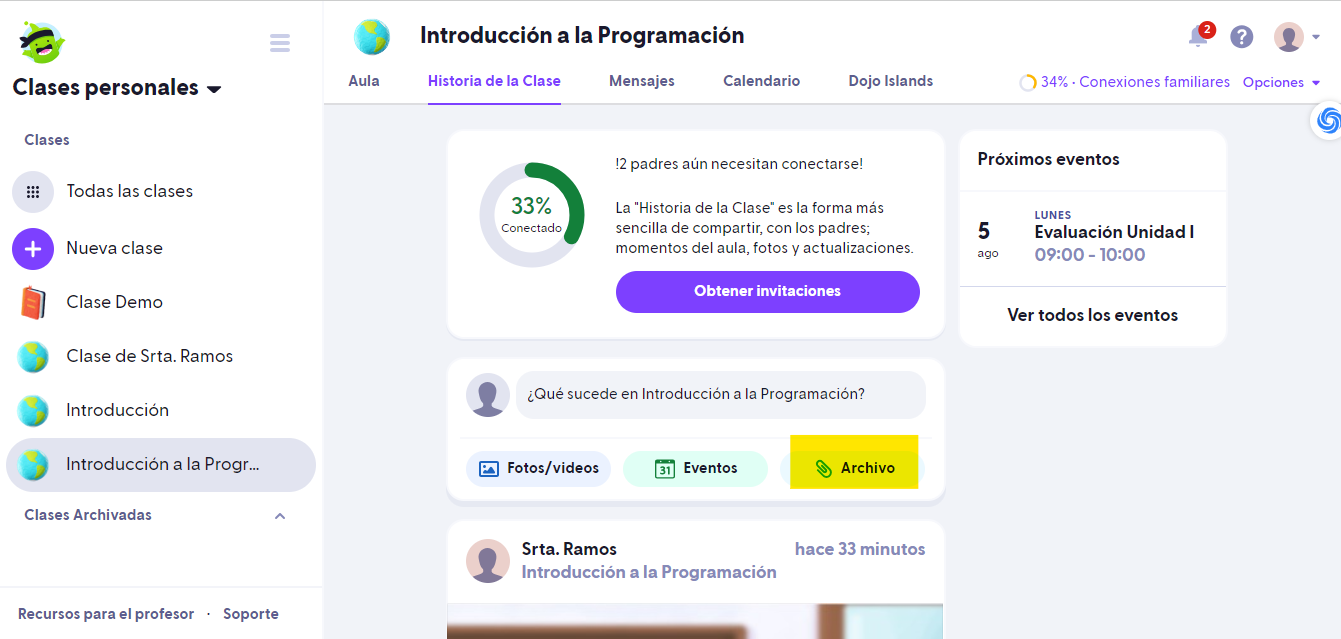 Clases personales
Clases
Todas las clases
Nueva clase
Clase Demo
Clase de Srta. Ramos
Introducción
Introducción a la Progr...
Clases Archivadas
Recursos para el profesor · Soporte
Introducción a la Programación
2
?
Aula
Historia de la Clase
Mensajes
Calendario
Dojo Islands
34% · Conexiones familiares
Opciones
33%
Conectado
!2 padres aún necesitan conectarse!
La "Historia de la Clase" es la forma más
sencilla de compartir, con los padres;
momentos del aula, fotos y actualizaciones.
Obtener invitaciones
¿Qué sucede en Introducción a la Programación?
Fotos/videos
31
Eventos
Archivo
Srta. Ramos
hace 33 minutos
Introducción a la Programación
Próximos eventos
5
ago
LUNES
Evaluación Unidad I
09:00 - 10:00
Ver todos los eventos